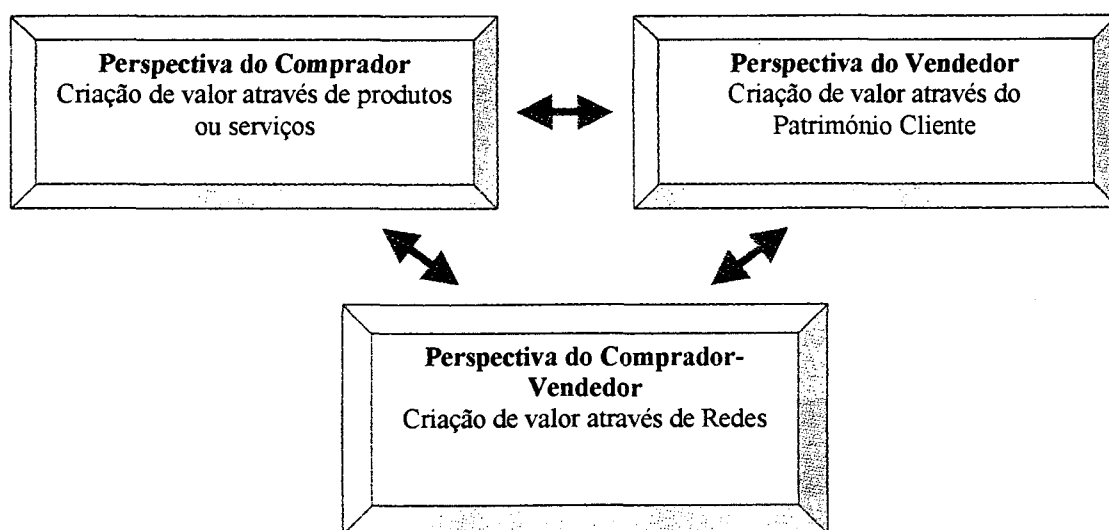 Perspectiva do Comprador
Criação de valor através de produtos
ou serviços
Perspectiva do Vendedor
Criação de valor através do
Património Cliente
Perspectiva do Comprador-
Vendedor
Criação de valor através de Redes